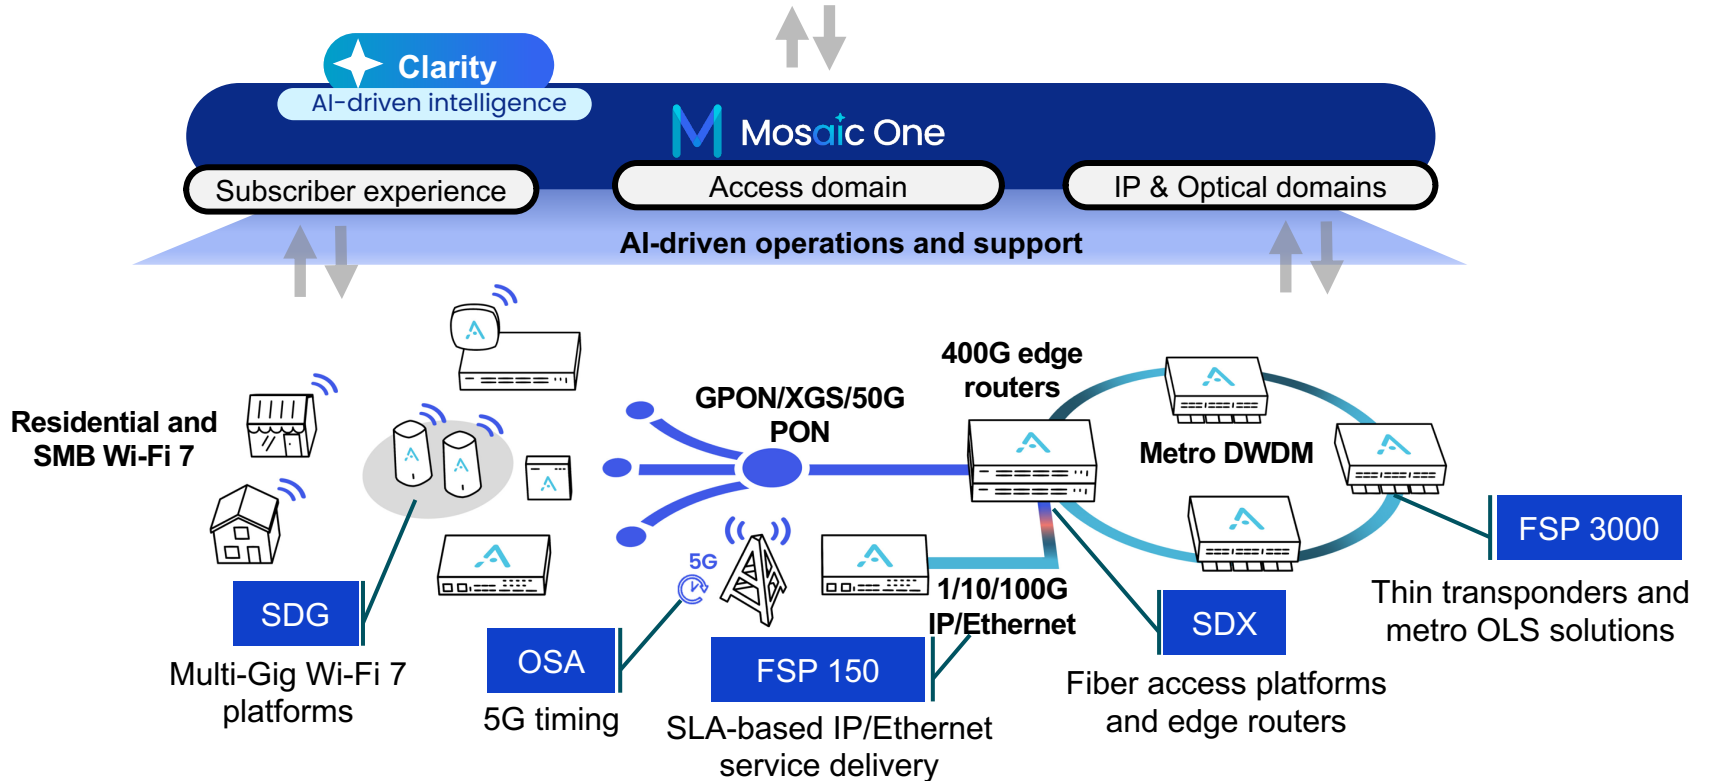 Clarity
AI-driven intelligence
Mosaic One
Subscriber experience
Access domain
IP & Optical domains
AI-driven operations and support
Residential and
SMB Wi-Fi 7
GPON/XGS/50G
PON
400G edge
routers
Metro DWDM
5G
1/10/100G
IP/Ethernet
SDG
Multi-Gig Wi-Fi 7
platforms
OSA
5G timing
FSP 150
SLA-based IP/Ethernet
service delivery
SDX
Fiber access platforms
and edge routers
FSP 3000
Thin transponders and
metro OLS solutions